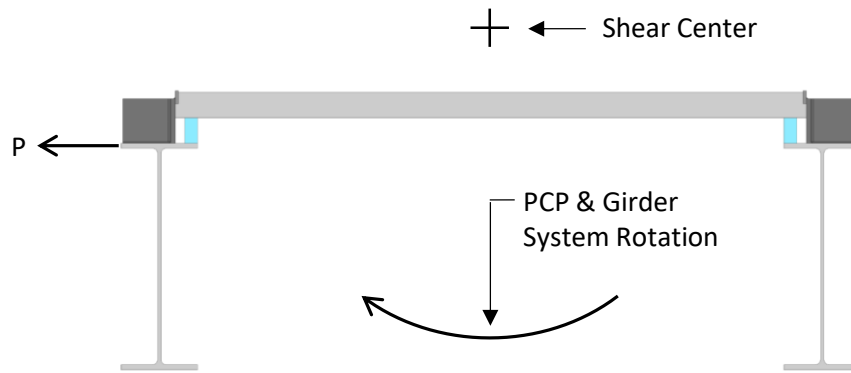 Shear Center
P
PCP & Girder
System Rotation